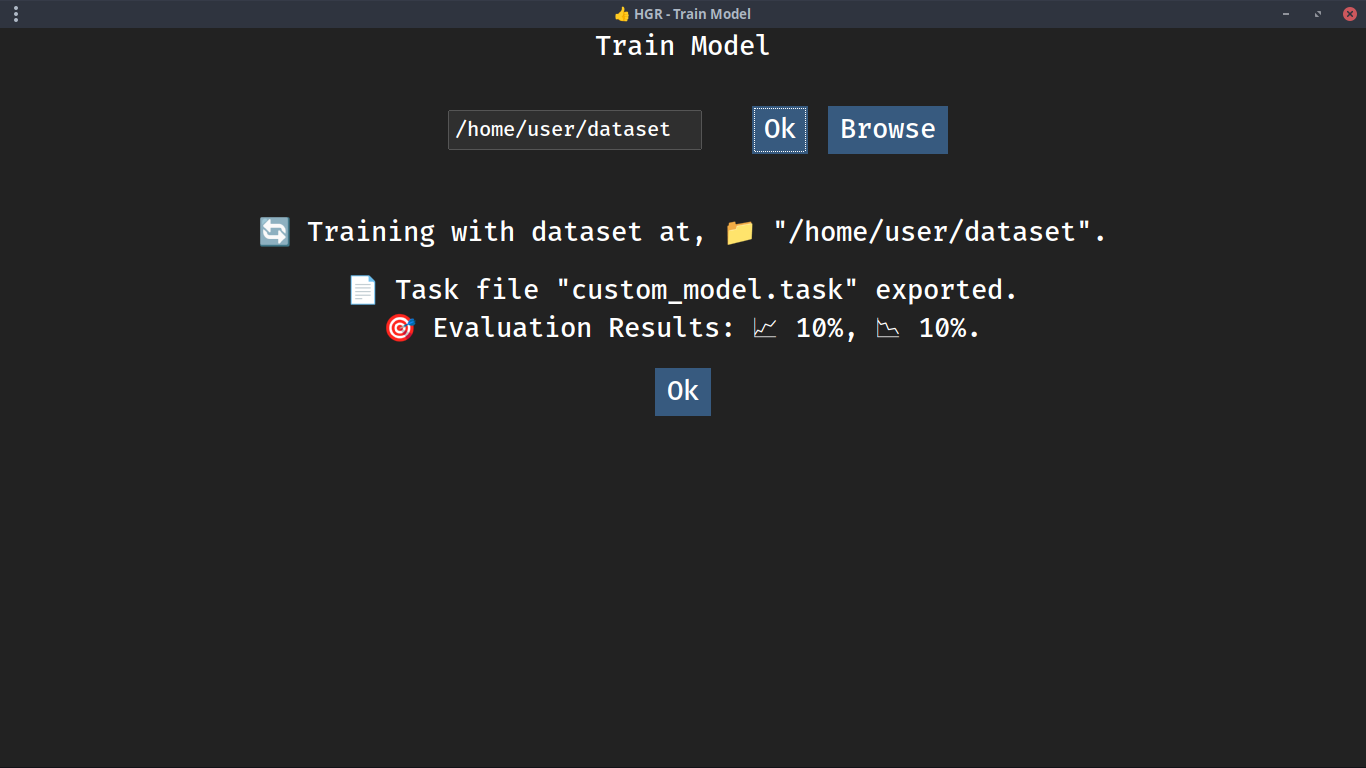 👍 HGR - Train Model
Train Model
/home/user/dataset
Ok
Browse
🔄 Training with dataset at, 📁 "/home/user/dataset".
📄 Task file "custom_model.task" exported.
🎯 Evaluation Results: 📈 10%, 📉 10%.
Ok